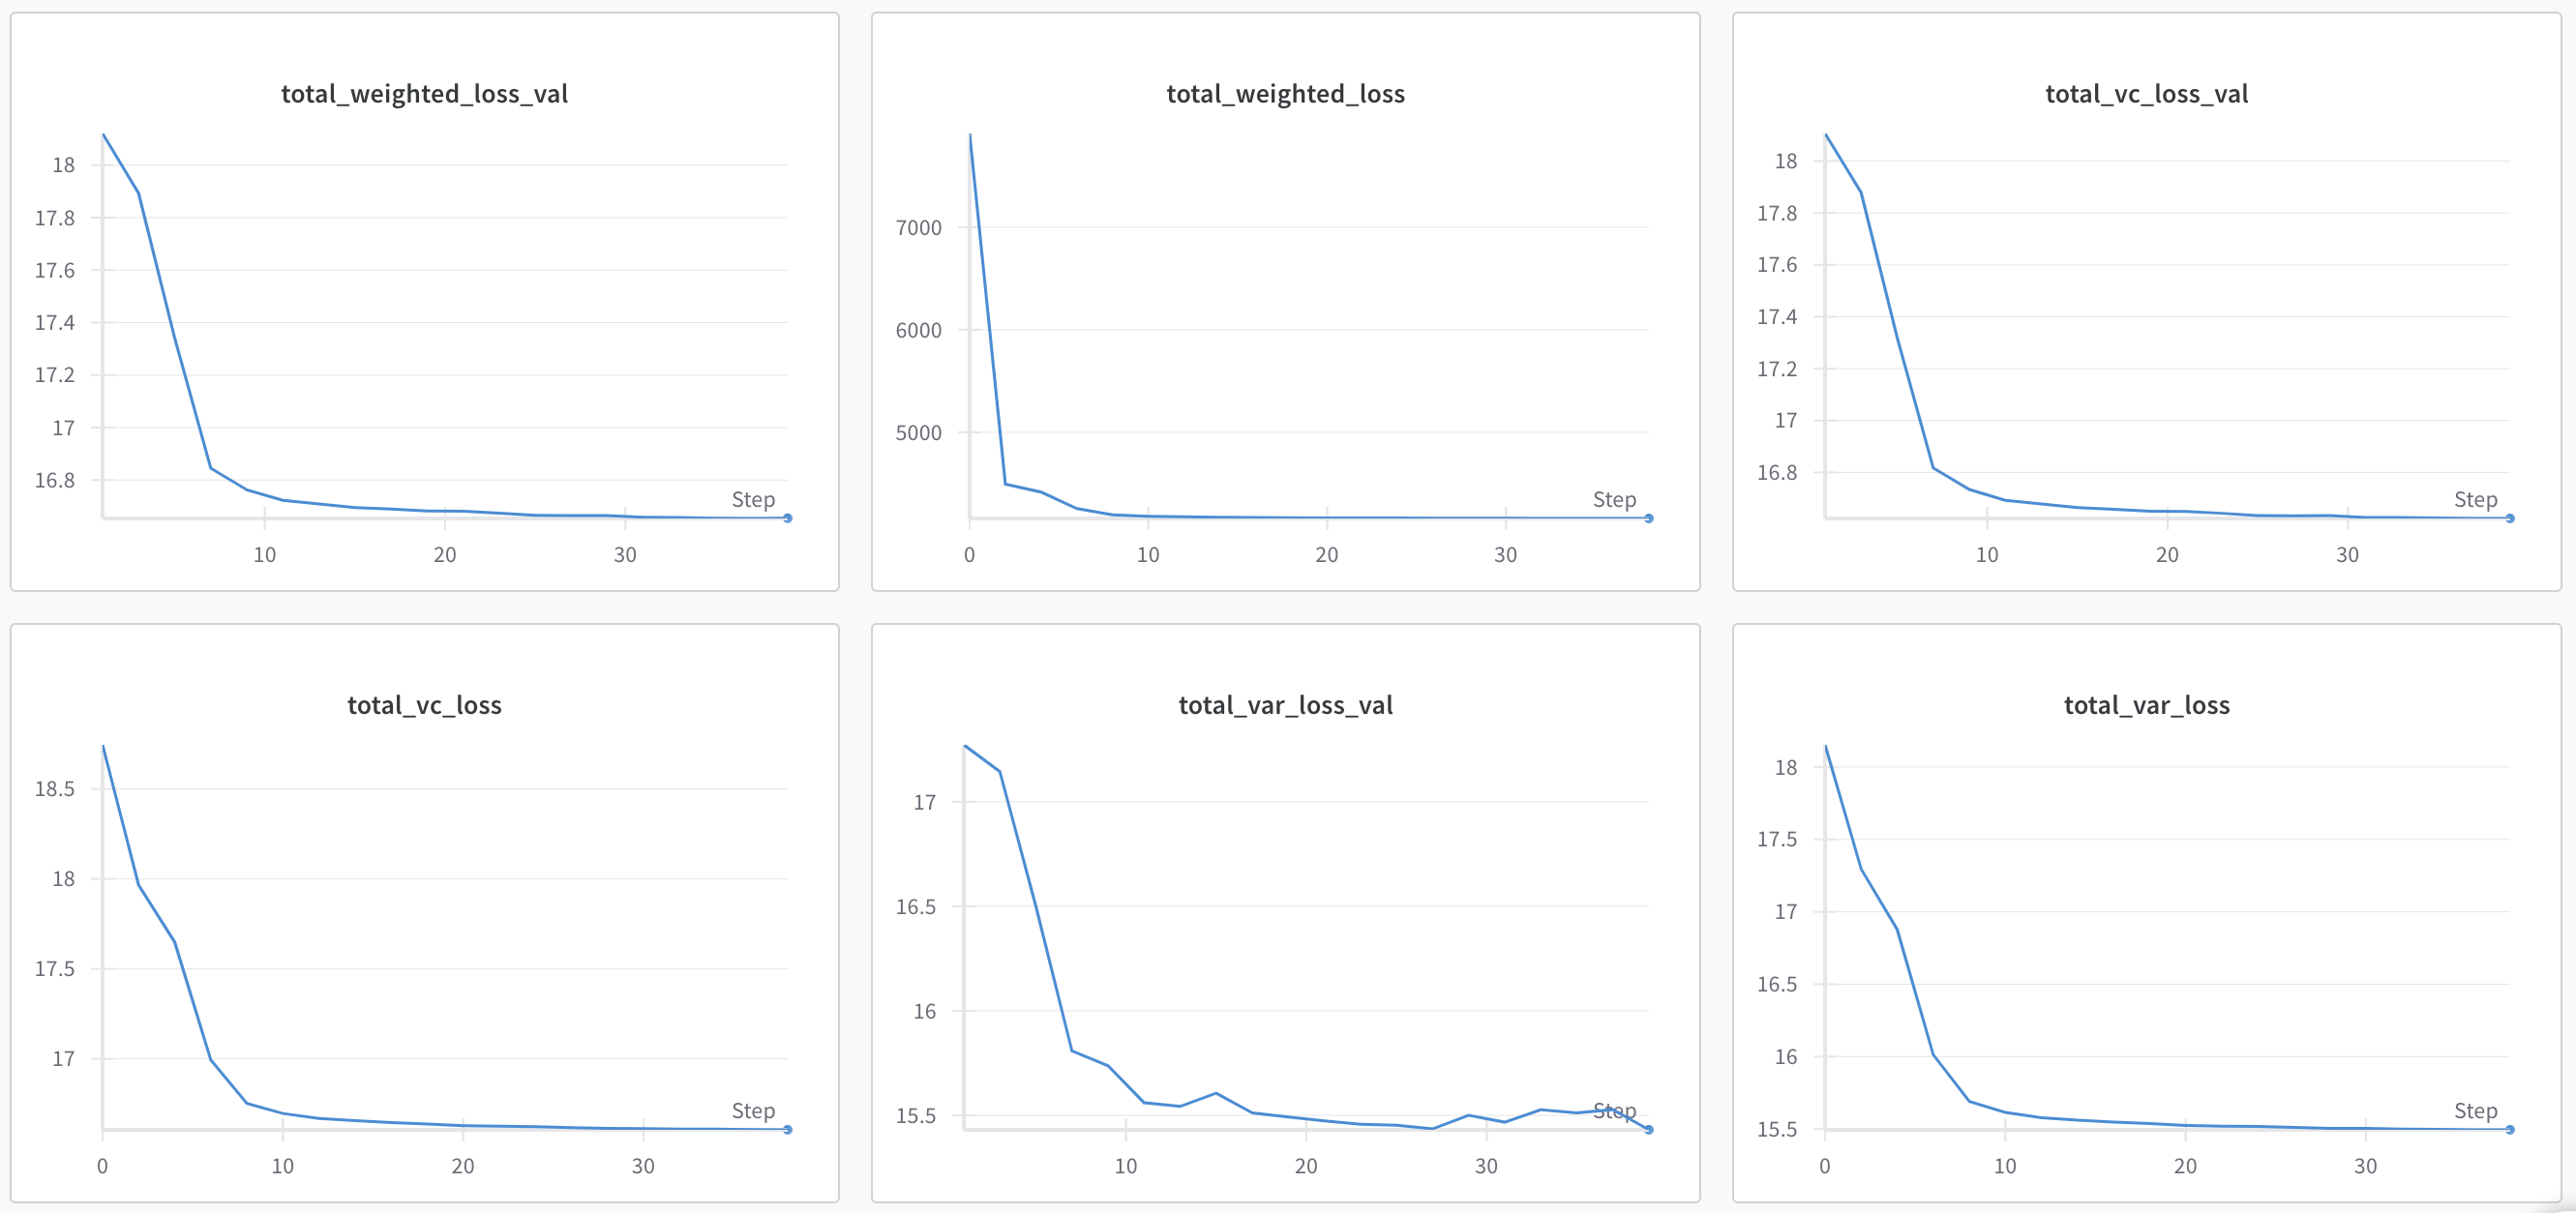 total_weighted_loss_val
18
17.8
17.6
17.4
17.2
17
16.8
Step
10 20 30
total_weighted_loss
7000
6000
5000
Step
0 10 20 30
total_vc_loss_val
18
17.8
17.6
17.4
17.2
17
16.8
Step
10 20 30
total_vc_loss
18.5
18
17.5
17
Step
0 10 20 30
total_var_loss_val
17
16.5
16
15.5
Step
10 20 30
total_var_loss
18
17.5
17
16.5
16
15.5
Step
0 10 20 30